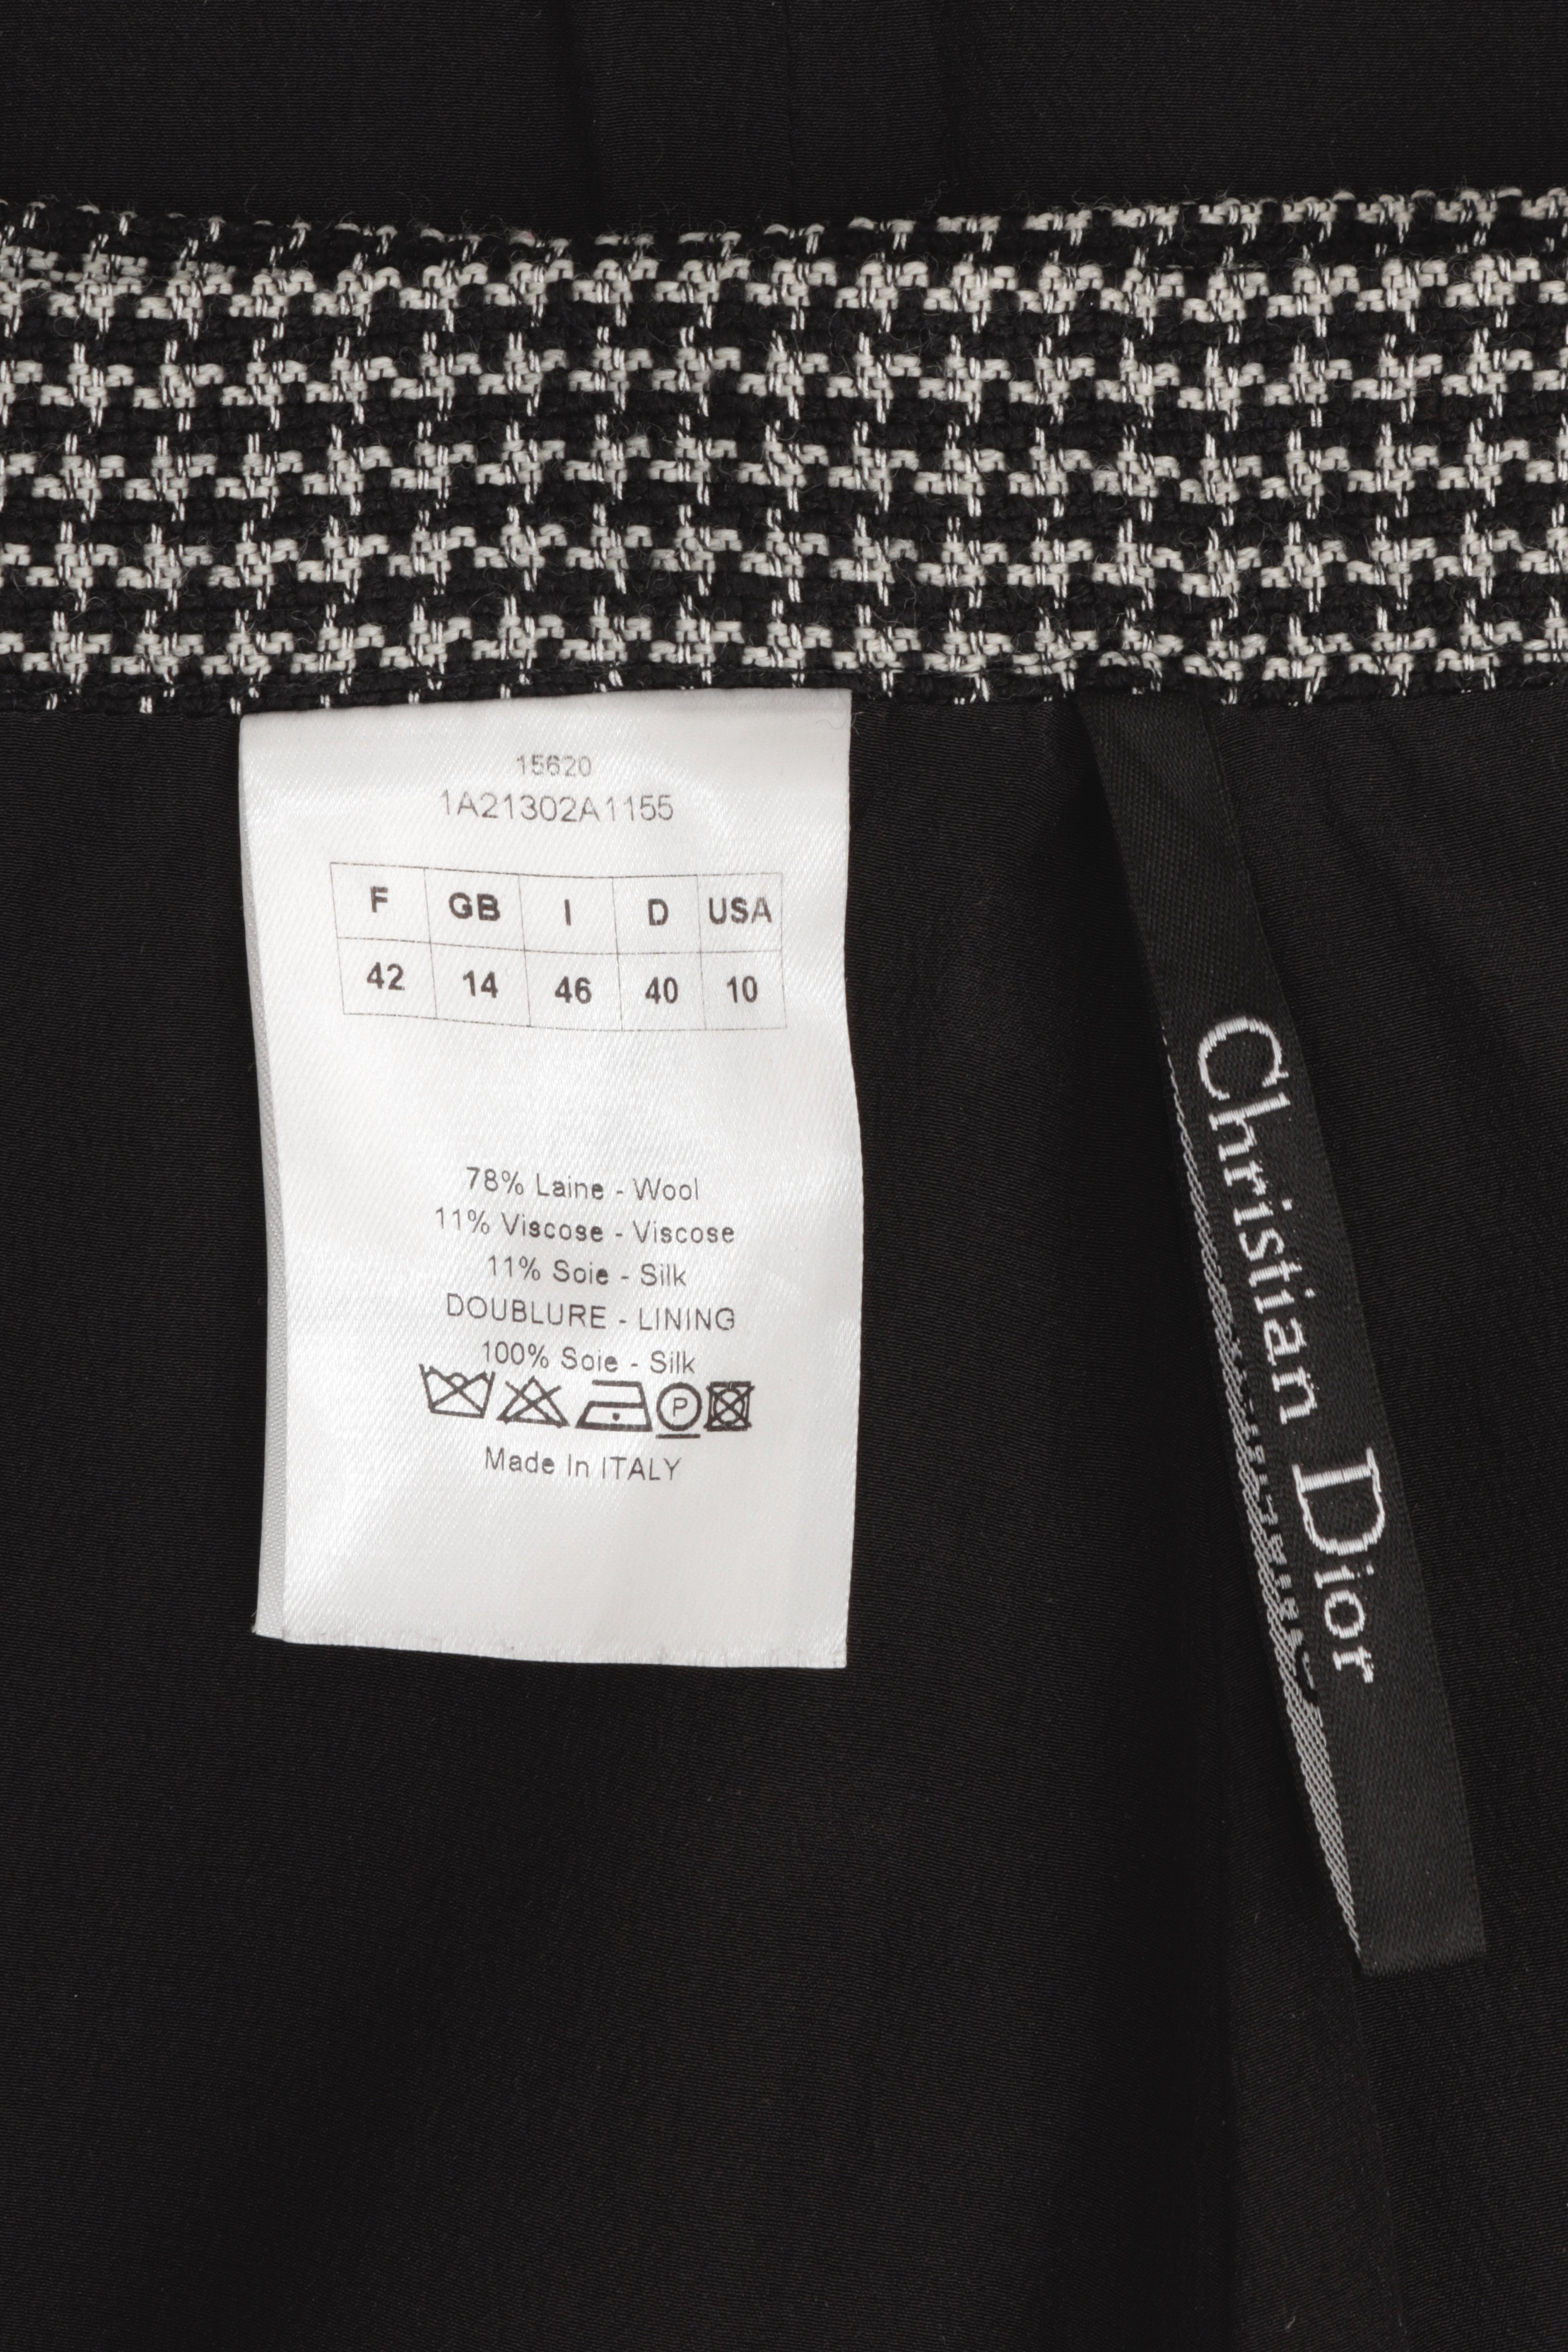 15620
1A21302A1155
F GB I D USA
42 14 46 40 10
78% Laine - Wool
11% Viscose - Viscose
11% Soie - Silk
DOUBLURE - LINING
100% Soie - Silk
P
Made In ITALY
Christian Dior